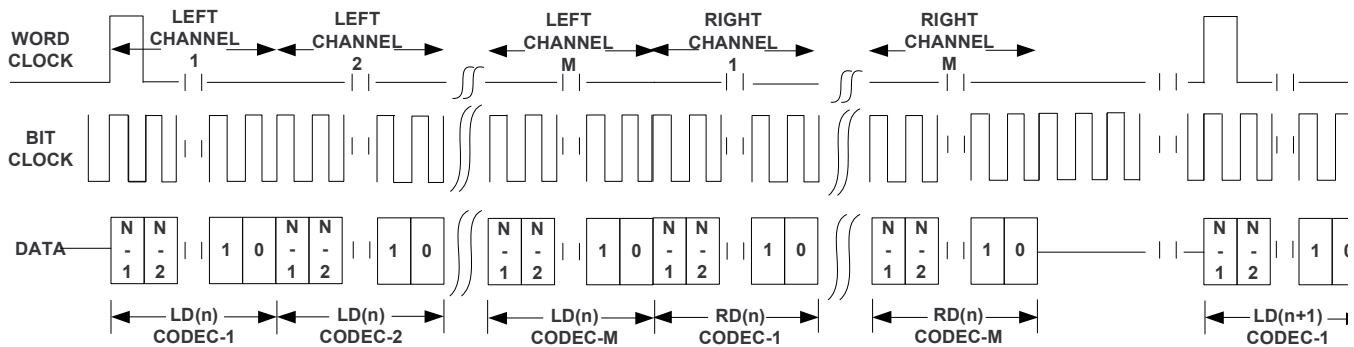 WORD
CLOCK
LEFT
CHANNEL
1
LEFT
CHANNEL
2
LEFT
CHANNEL
M
RIGHT
CHANNEL
1
RIGHT
CHANNEL
M
BIT
CLOCK
DATA
N
-
1
N
-
2
1
0
N
-
1
N
-
2
1
0
N
-
1
N
-
2
1
0
N
-
1
N
-
2
1
0
N
-
1
N
-
2
1
0
N
-
1
N
-
2
1
0
LD(n)
CODEC-1
LD(n)
CODEC-2
LD(n)
CODEC-M
RD(n)
CODEC-1
RD(n)
CODEC-M
LD(n+1)
CODEC-1